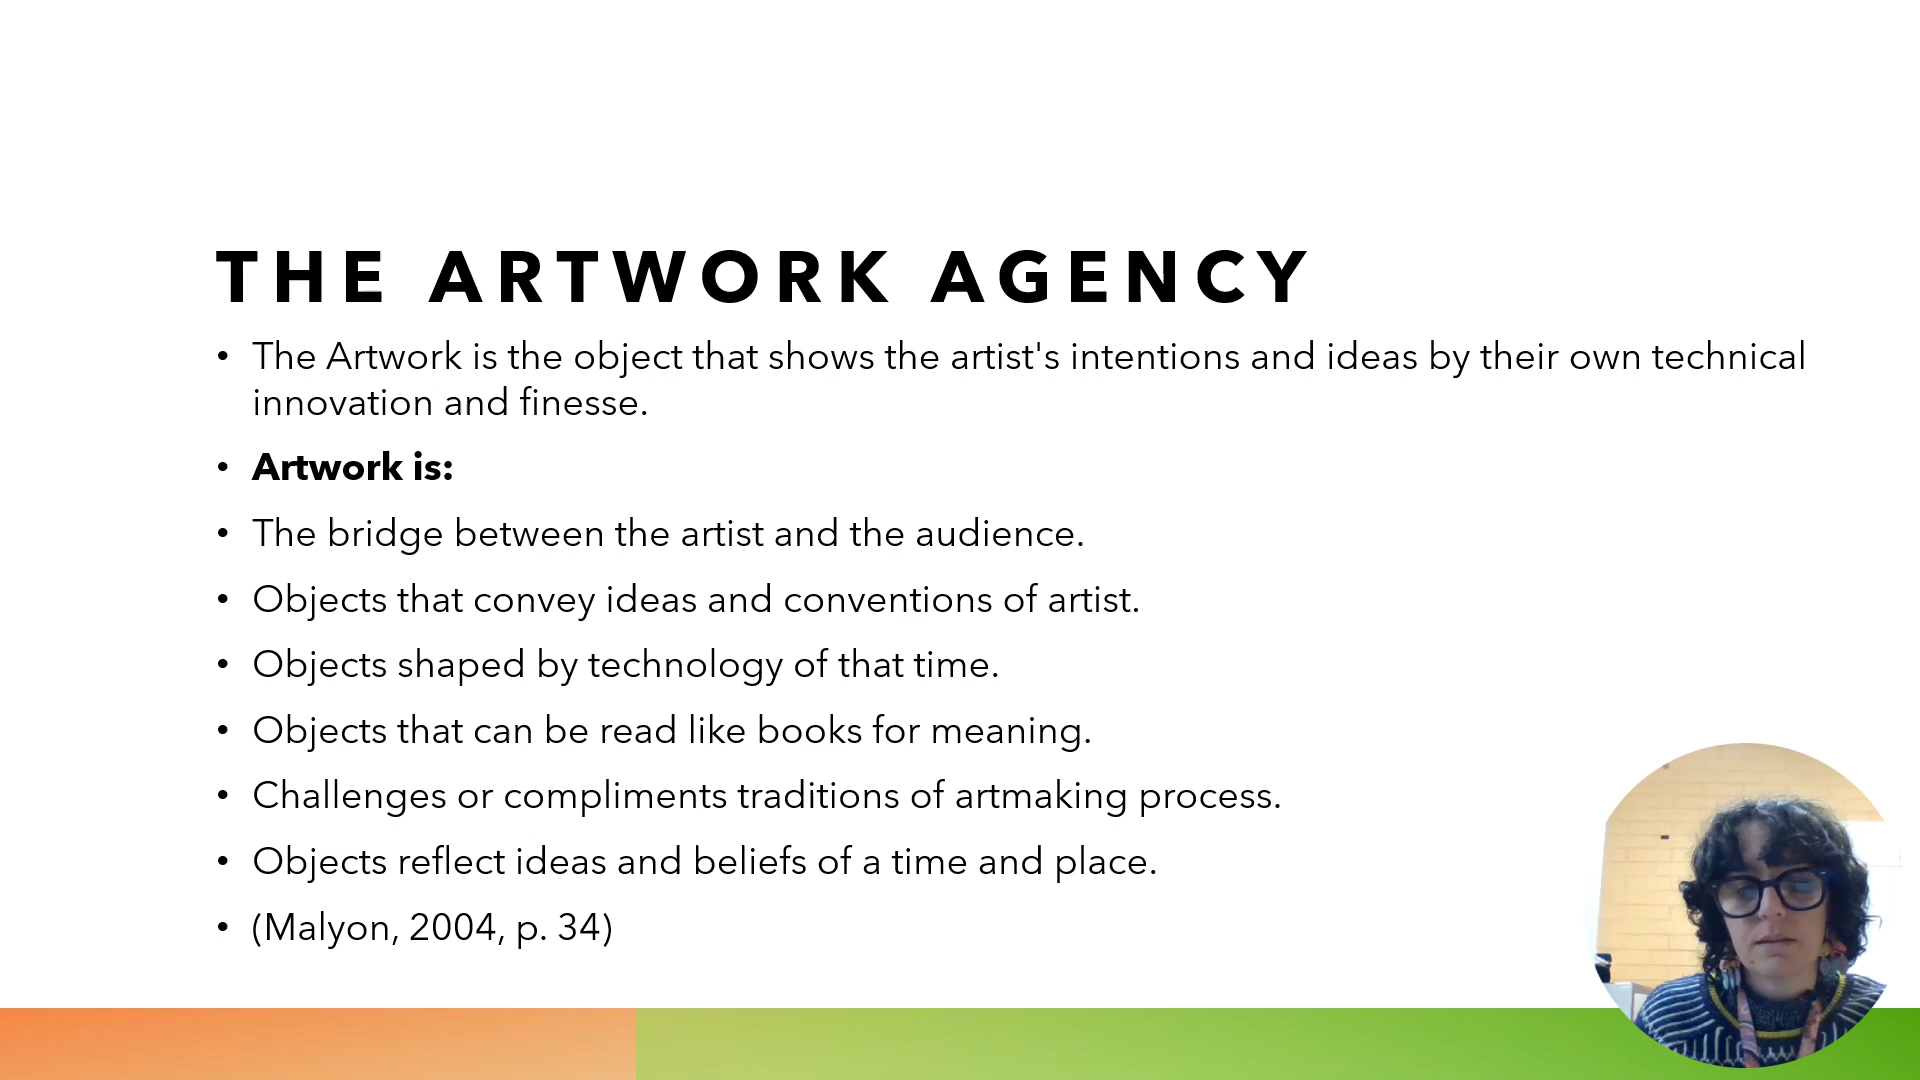 THE ARTWORK AGENCY
• The Artwork is the object that shows the artist's intentions and ideas by their own technical
innovation and finesse.
• Artwork is:
• The bridge between the artist and the audience.
• Objects that convey ideas and conventions of artist.
• Objects shaped by technology of that time.
• Objects that can be read like books for meaning.
• Challenges or compliments traditions of artmaking process.
• Objects reflect ideas and beliefs of a time and place.
• (Malyon, 2004, p. 34)